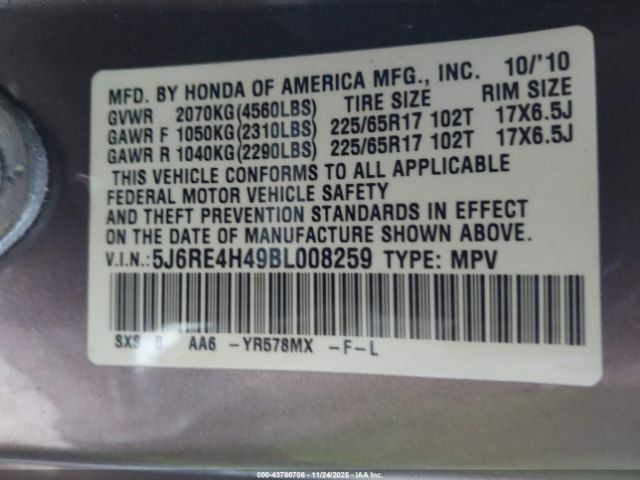 MFD. BY HONDA OF AMERICA MFG., INC. 10/'10
GVWR 2070KG(4560LBS) TIRE SIZE RIM SIZE
GAWR F 1050KG(2310LBS) 225/65R17 102T 17X6.5J
GAWR R 1040KG(2290LBS) 225/65R17 102T 17X6.5J
THIS VEHICLE CONFORMS TO ALL APPLICABLE
FEDERAL MOTOR VEHICLE SAFETY
AND THEFT PREVENTION STANDARDS IN EFFECT
ON THE DATE OF MANUFACTURE SHOWN ABOVE.
V.I.N.:5J6RE4H49BL008259 TYPE: MPV
SXS B AA6 -YR578MX -F-L
000-43780708 - 11/24/2025 - IAAI.COM